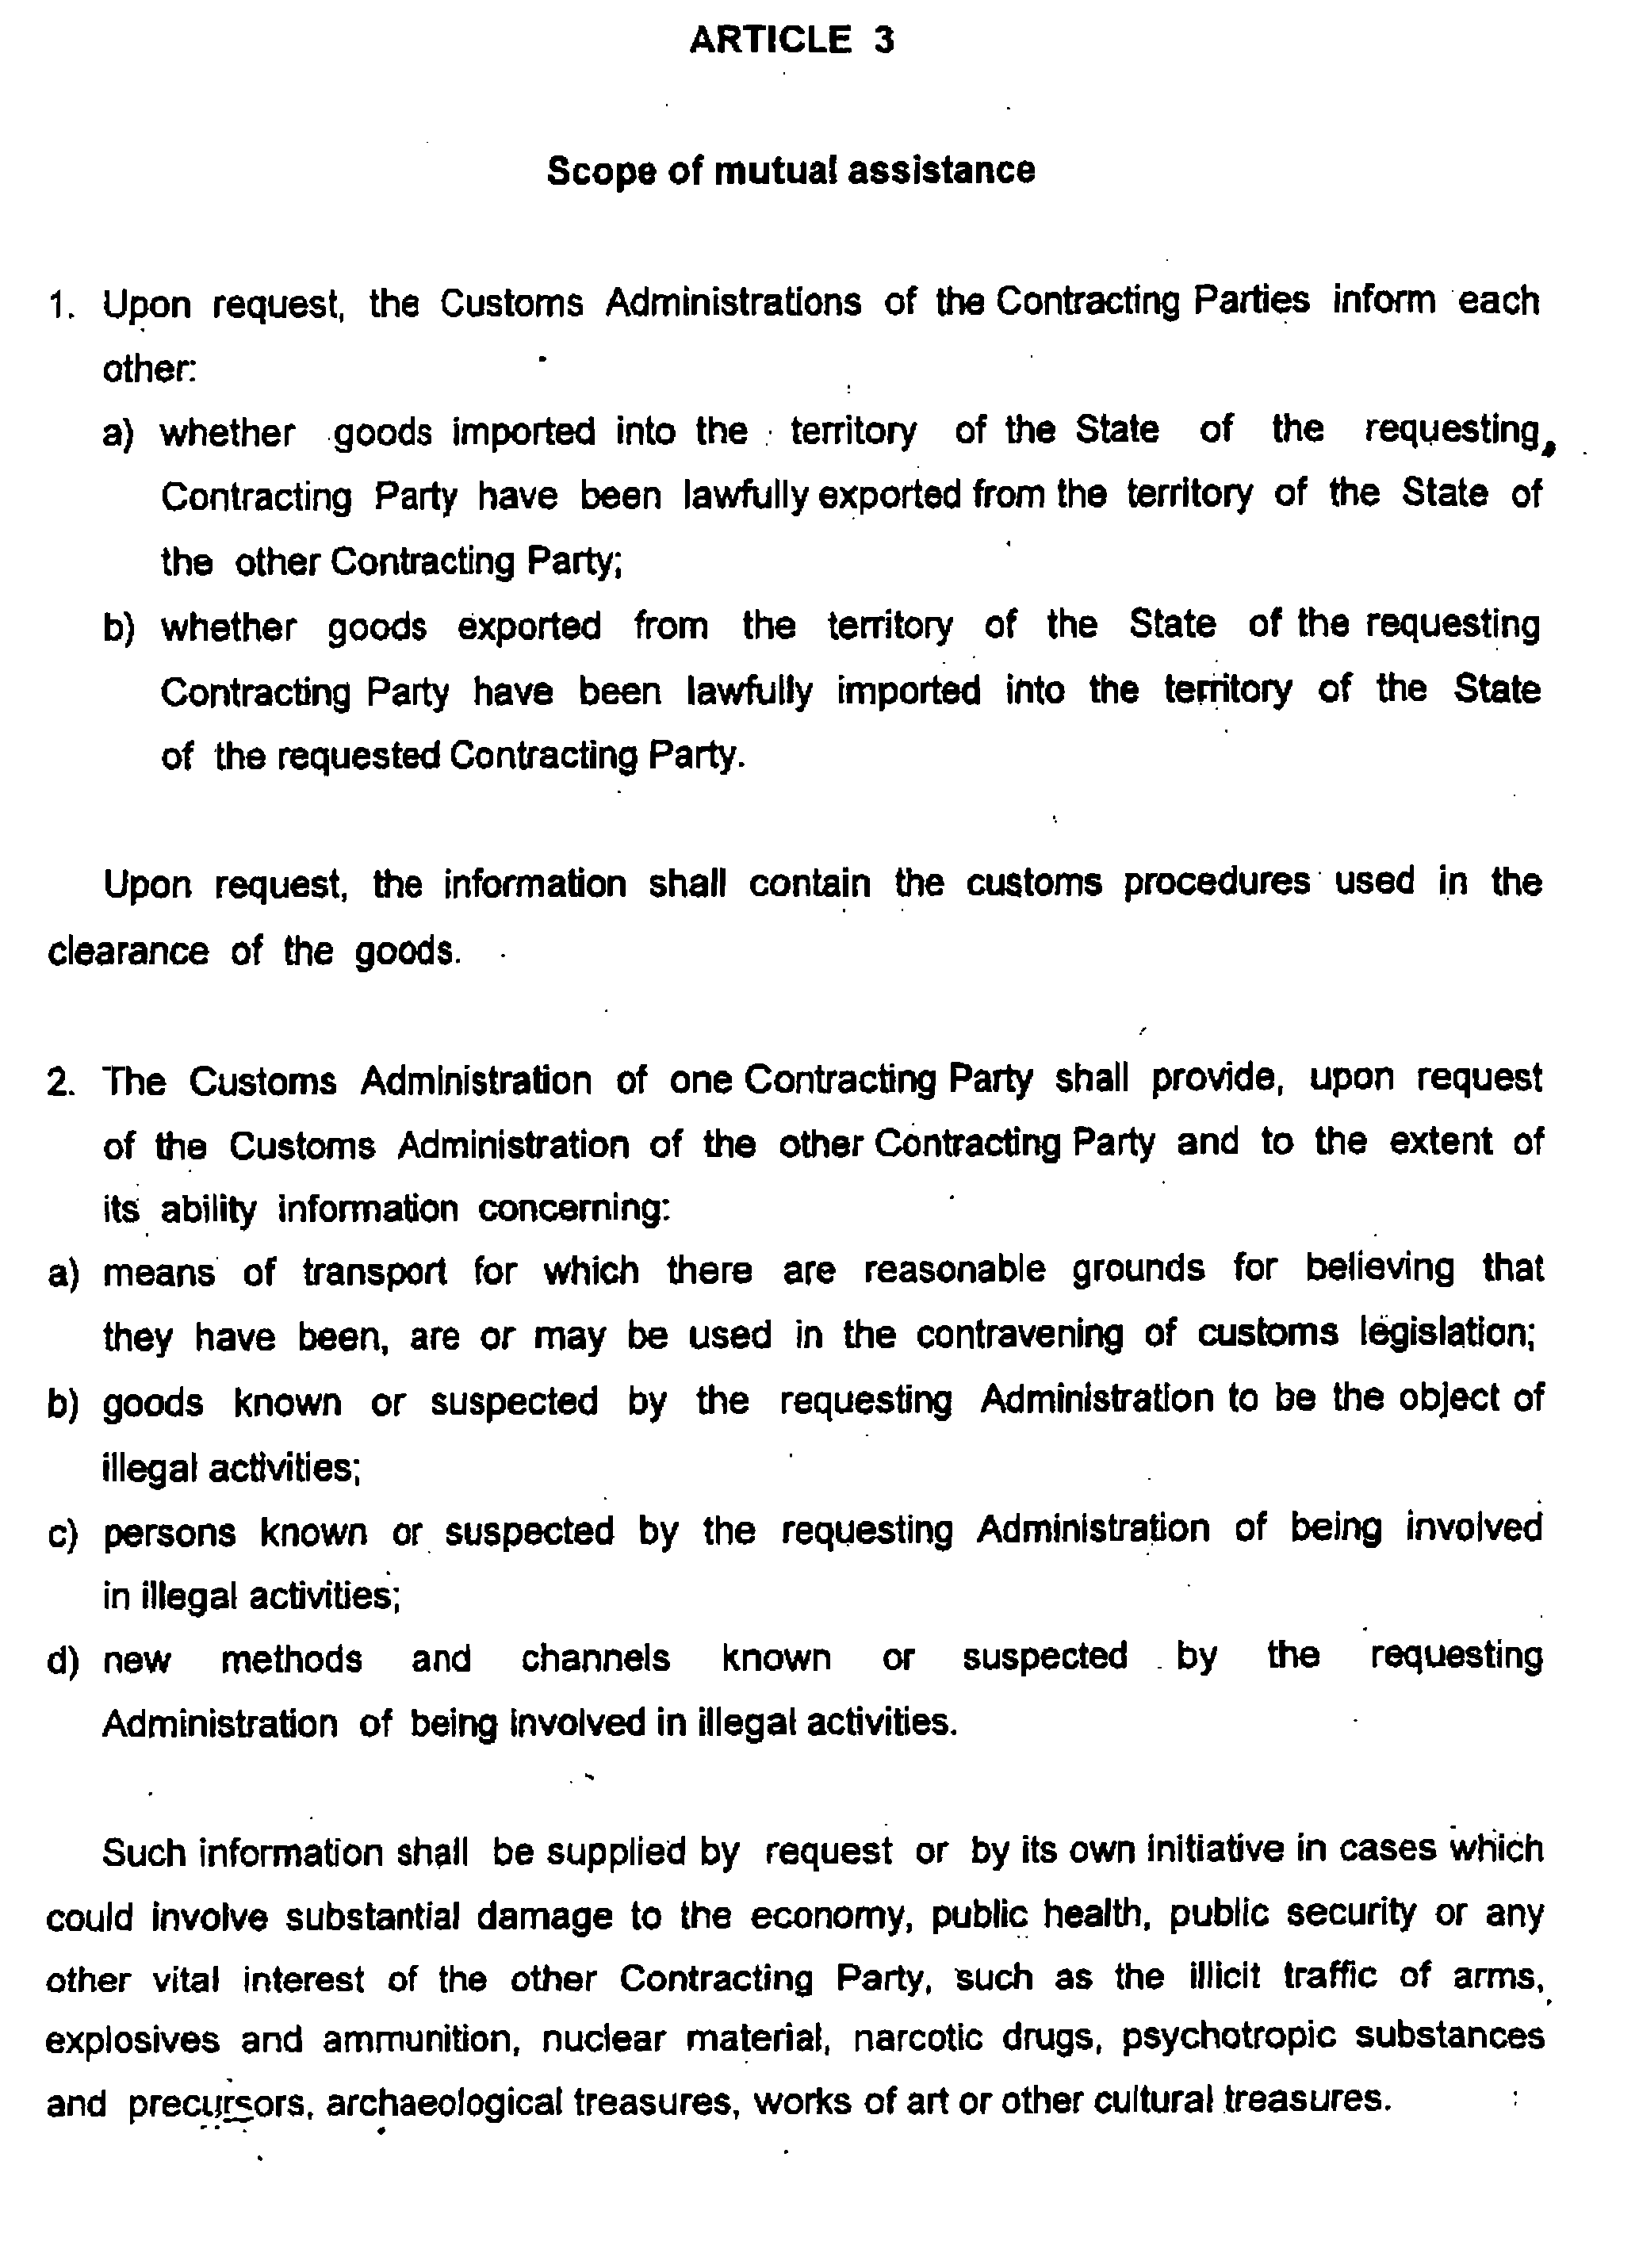 ARTICLE 3
Scope of mutual assistance
1. Upon request, the Customs Administrations of the Contracting Parties inform each
other:
a) whether goods imported into the territory of the State of the requesting
Contracting Party have been lawfully exported from the territory of the State of
the other Contracting Party;
b) whether goods exported from the territory of the State of the requesting
Contracting Party have been lawfully imported into the territory of the State
of the requested Contracting Party.
Upon request, the information shall contain the customs procedures used in the
clearance of the goods.
2. The Customs Administration of one Contracting Party shall provide, upon request
of the Customs Administration of the other Contracting Party and to the extent of
its ability information concerning:
a) means of transport for which there are reasonable grounds for believing that
they have been, are or may be used in the contravening of customs legislation;
b) goods known or suspected by the requesting Administration to be the object of
illegal activities;
c) persons known or suspected by the requesting Administration of being involved
in illegal activities;
d) new methods and channels known or suspected by the requesting
Administration of being involved in illegal activities.
Such information shall be supplied by request or by its own initiative in cases which
could involve substantial damage to the economy, public health, public security or any
other vital interest of the other Contracting Party, such as the illicit traffic of arms,
explosives and ammunition, nuclear material, narcotic drugs, psychotropic substances
and precursors, archaeological treasures, works of art or other cultural treasures.